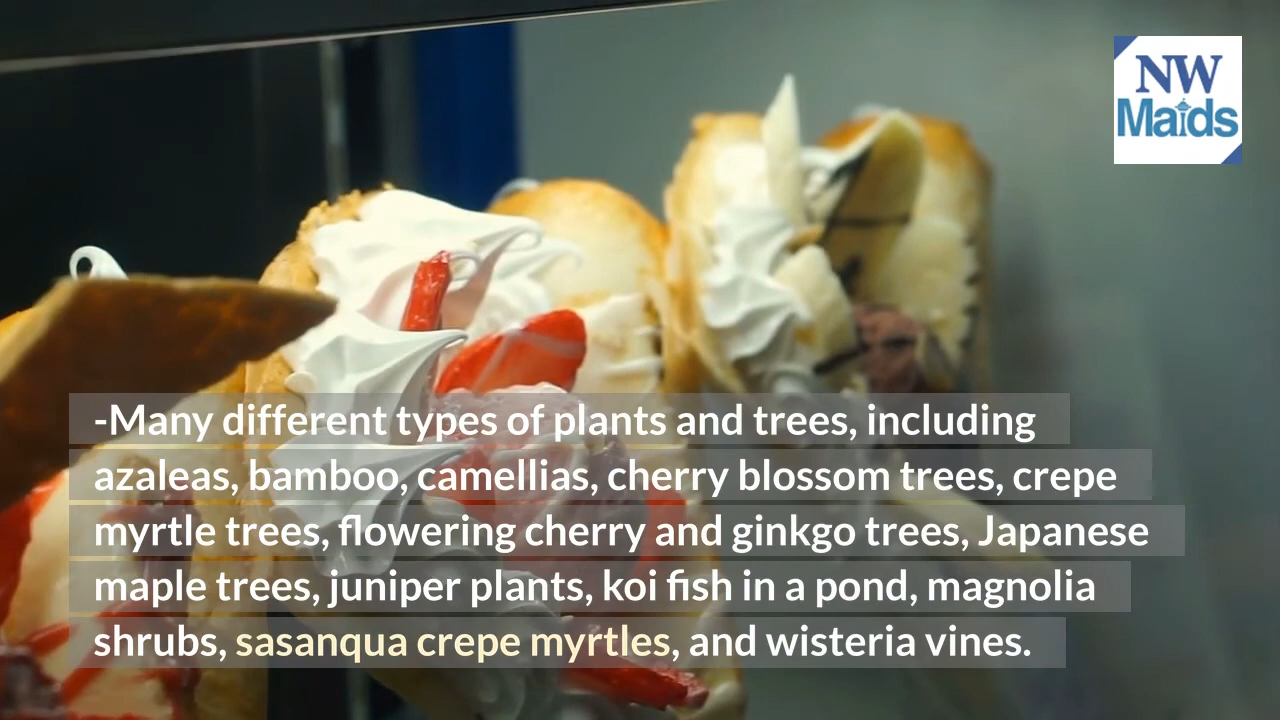 NW
Maids
-Many different types of plants and trees, including
azaleas, bamboo, camellias, cherry blossom trees, crepe
myrtle trees, flowering cherry and ginkgo trees, Japanese
maple trees, juniper plants, koi fish in a pond, magnolia
shrubs, sasanqua crepe myrtles, and wisteria vines.